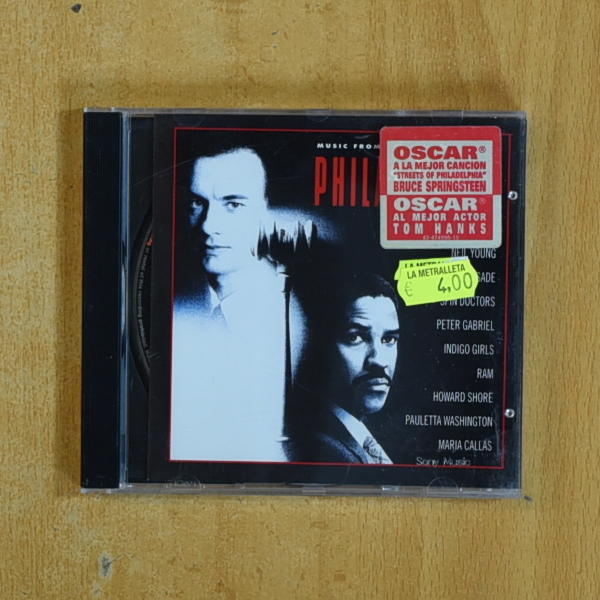 MUSIC FROM
PHIL
OSCAR®
A LA MEJOR CANCION
"STREETS OF PHILADELPHIA"
BRUCE SPRINGSTEEN
OSCAR®
AL MEJOR ACTOR
TOM HANKS
NEIL YOUNG
LA METRALLETA
€ 4,00
SADE
SPIN DOCTORS
PETER GABRIEL
INDIGO GIRLS
RAM
HOWARD SHORE
PAULETTA WASHINGTON
MARIA CALLAS
Sony Music